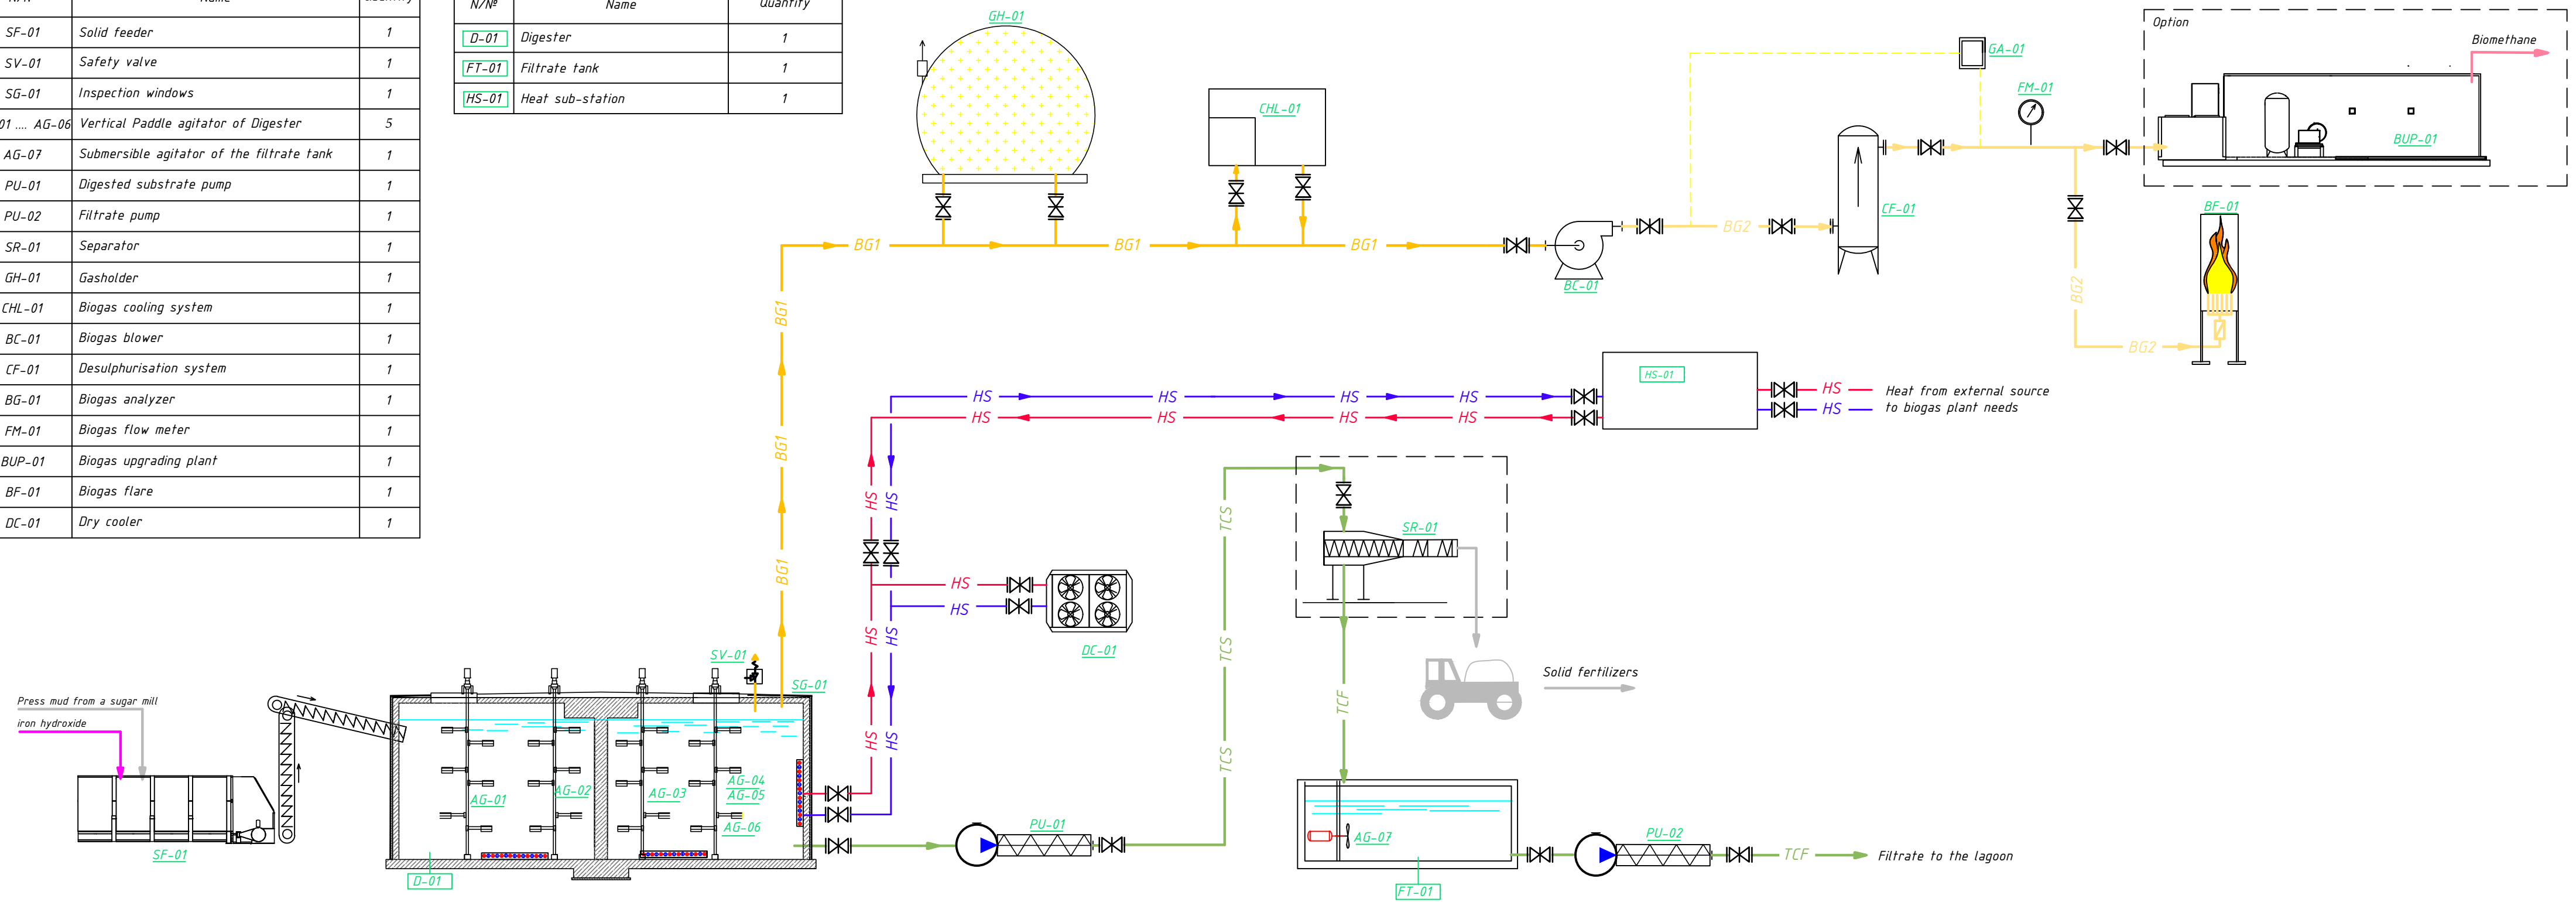 Name
SF-01 Solid feeder 1
SV-01 Safety valve 1
SG-01 Inspection windows 1
01 .... AG-06 Vertical Paddle agitator of Digester 5
AG-07 Submersible agitator of the filtrate tank 1
PU-01 Digested substrate pump 1
PU-02 Filtrate pump 1
SR-01 Separator 1
GH-01 Gasholder 1
CHL-01 Biogas cooling system 1
BC-01 Biogas blower 1
CF-01 Desulphurisation system 1
BG-01 Biogas analyzer 1
FM-01 Biogas flow meter 1
BUP-01 Biogas upgrading plant 1
BF-01 Biogas flare 1
DC-01 Dry cooler 1
N/Nº Name Quantity
D-01 Digester 1
FT-01 Filtrate tank 1
HS-01 Heat sub-station 1
GH-01
CHL-01
GA-01
FM-01
Option
Biomethane
BUP-01
CF-01
BF-01
BG1 BG1 BG1
BC-01
BG2
BG2
BG2
BG1
BG1
BG1
HS-01
HS HS HS HS
HS HS HS HS
HS Heat from external source
HS to biogas plant needs
HS HS
HS
HS
DC-01
HS HS
HS HS
TCS
TCS
TCS
SR-01
TCF
Solid fertilizers
SV-01
SG-01
Press mud from a sugar mill
iron hydroxide
SF-01
AG-01
AG-02
AG-03
AG-04
AG-05
AG-06
D-01
PU-01
AG-07
FT-01
PU-02
TCF Filtrate to the lagoon